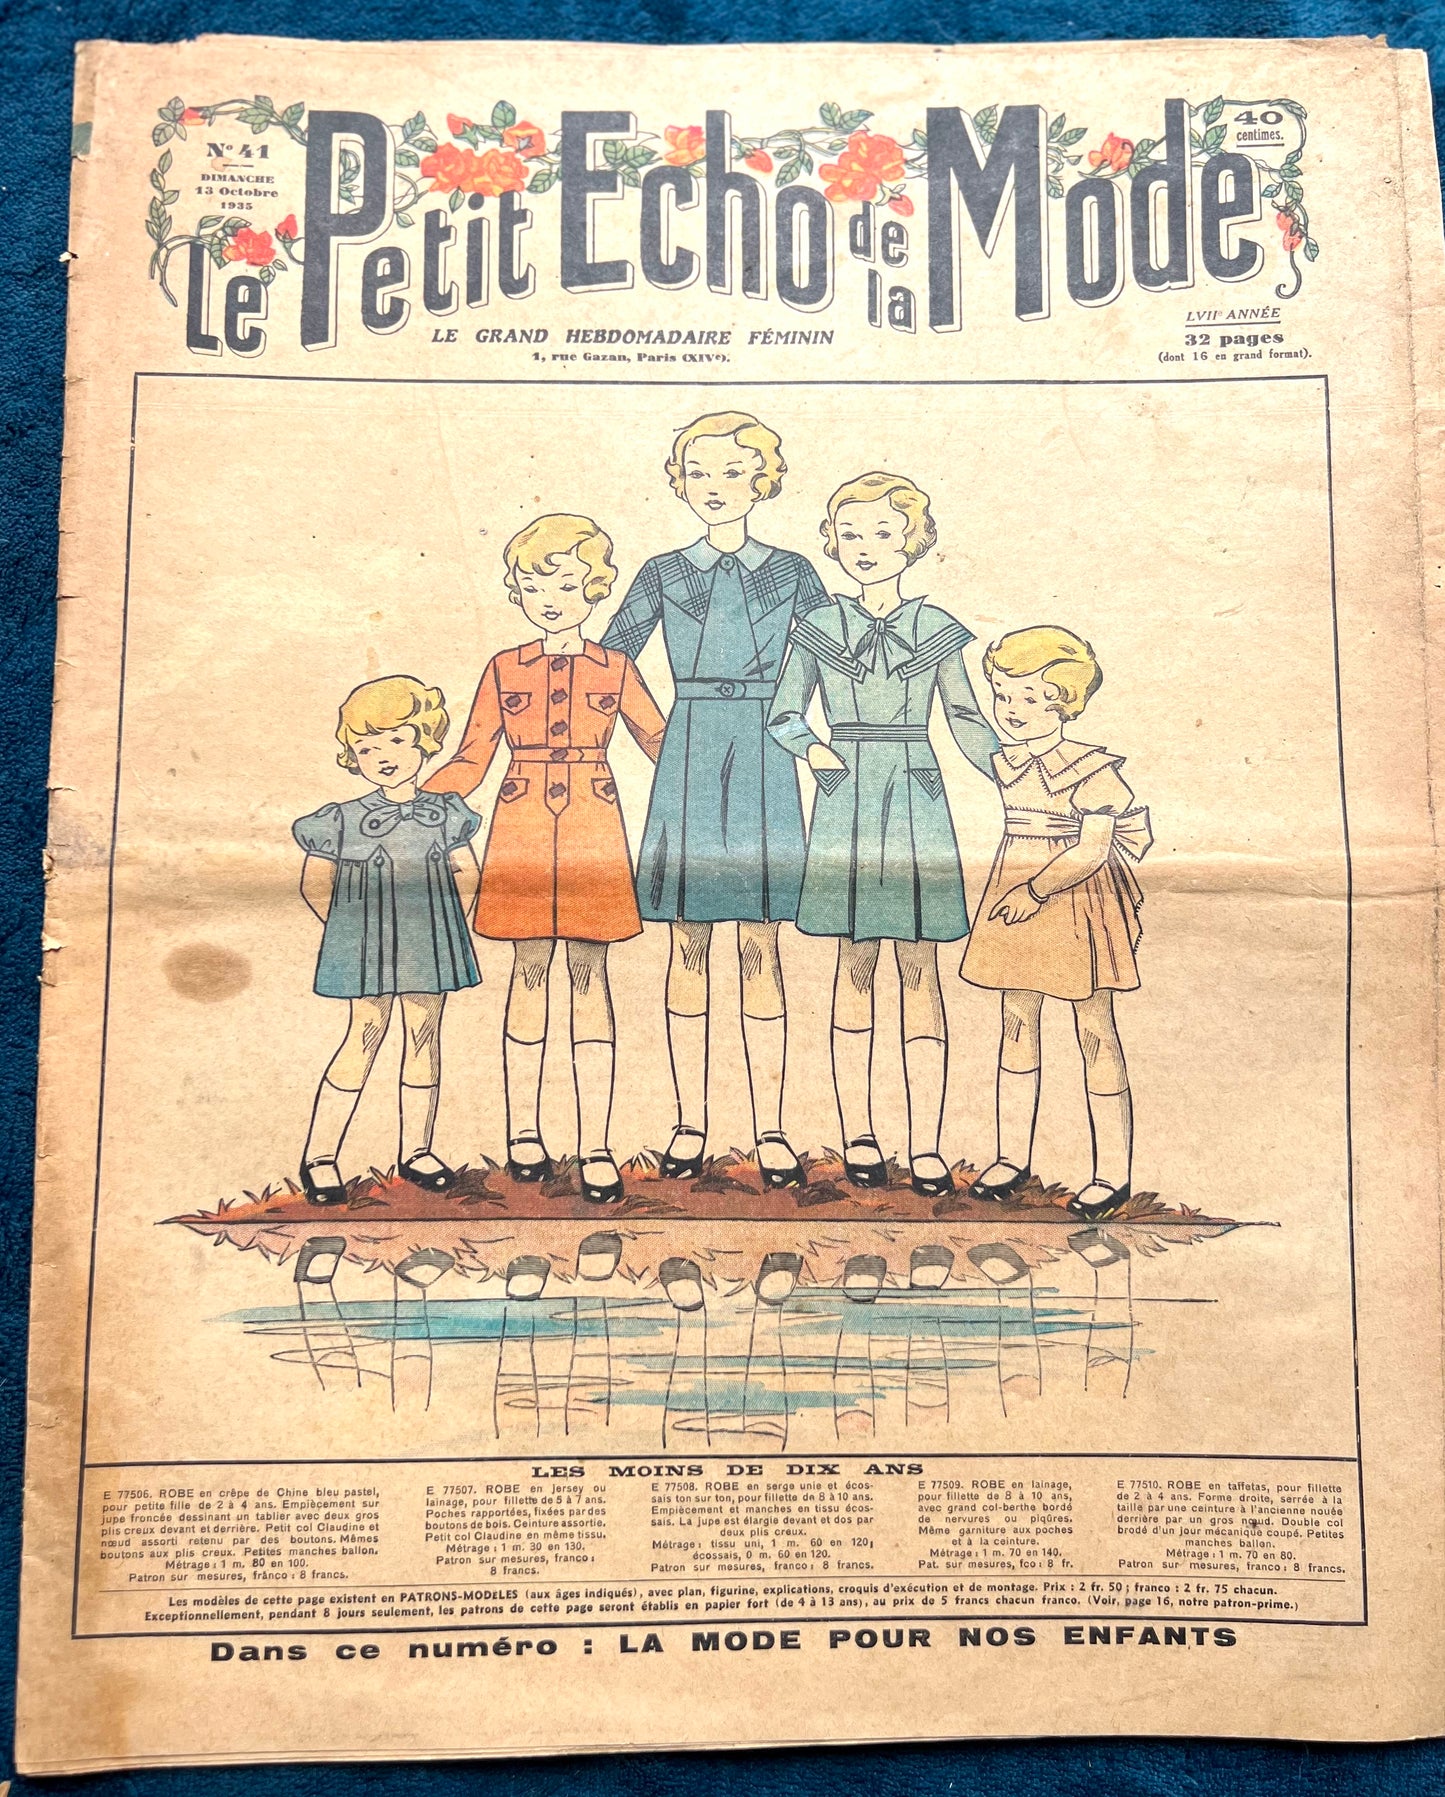 Nº 41
DIMANCHE
13 Octobre
1935
40
centimes.
Le Petit Echo de la Mode
LE GRAND HEBDOMADAIRE FÉMININ
1, rue Gazan, Paris (XIVe).
LVIIe ANNÉE
32 pages
(dont 16 en grand format).
LES MOINS DE DIX ANS
E 77506. ROBE en crêpe de Chine bleu pastel,
pour petite fille de 2 à 4 ans. Empiècement sur
jupe froncée dessinant un tablier avec deux gros
plis creux devant et derrière. Petit col Claudine et
nœud assorti retenu par des boutons. Mêmes
boutons aux plis creux. Petites manches ballon.
Métrage : 1 m. 80 en 100.
Patron sur mesures, franco : 8 francs.
E 77507. ROBE en jersey ou
lainage, pour fillette de 5 à 7 ans.
Poches rapportées, fixées par des
boutons de bois. Ceinture assortie.
Petit col Claudine en même tissu.
Métrage : 1 m. 30 en 130.
Patron sur mesures, franco :
8 francs.
E 77508. ROBE en serge unie et écos-
sais ton sur ton, pour fillette de 8 à 10 ans.
Empiècement et manches en tissu écos-
sais. La jupe est élargie devant et dos par
deux plis creux.
Métrage : tissu uni, 1 m. 60 en 120;
écossais, 0 m. 60 en 120.
Patron sur mesures, franco : 8 francs.
E 77509. ROBE en lainage,
pour fillette de 8 à 10 ans,
avec grand col-berthe bordé
de nervures ou piqûres.
Même garniture aux poches
et à la ceinture.
Métrage : 1 m. 70 en 140.
Pat. sur mesures, fco : 8 fr.
E 77510. ROBE en taffetas, pour fillette
de 2 à 4 ans. Forme droite, serrée à la
taille par une ceinture à l'ancienne nouée
derrière par un gros nœud. Double col
brodé d'un jour mécanique coupé. Petites
manches ballon.
Métrage : 1 m. 70 en 80.
Patron sur mesures, franco : 8 francs.
Les modèles de cette page existent en PATRONS-MODÈLES (aux âges indiqués), avec plan, figurine, explications, croquis d'exécution et de montage. Prix : 2 fr. 50 ; franco : 2 fr. 75 chacun.
Exceptionnellement, pendant 8 jours seulement, les patrons de cette page seront établis en papier fort (de 4 à 13 ans), au prix de 5 francs chacun franco. (Voir, page 16, notre patron-prime.)
Dans ce numéro : LA MODE POUR NOS ENFANTS